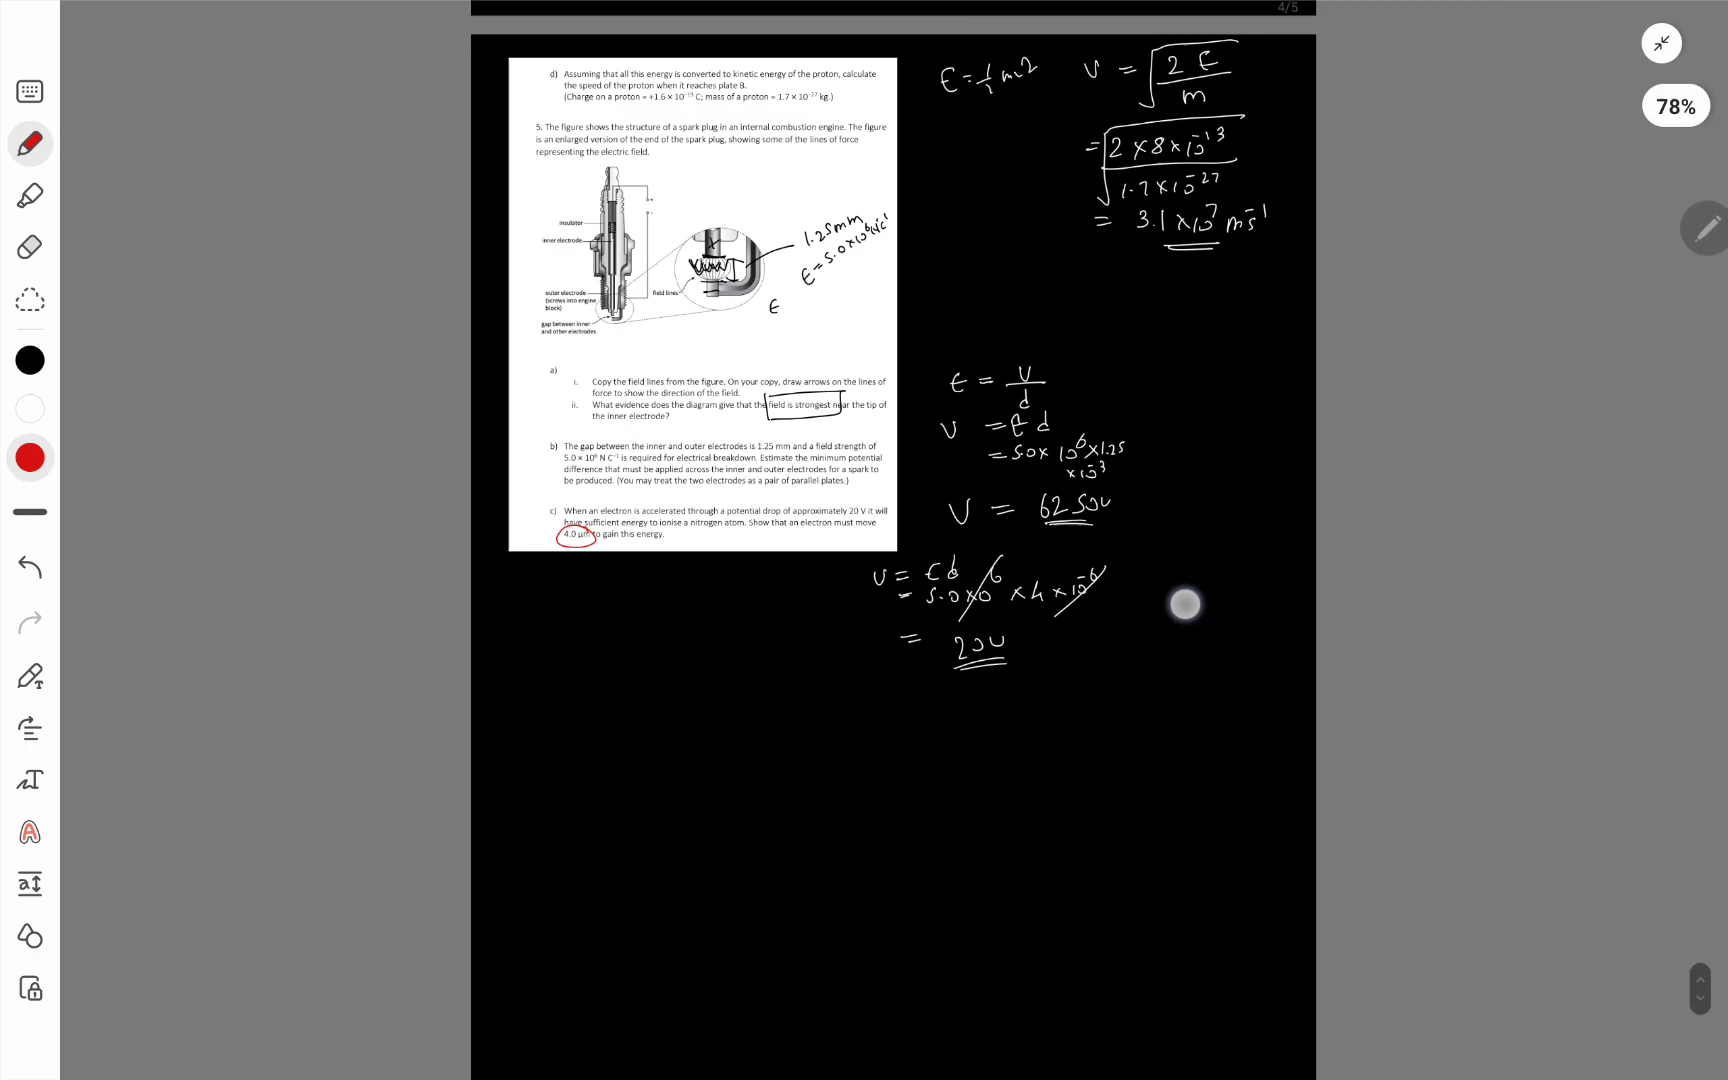 4/5
78%
d) Assuming that all this energy is converted to kinetic energy of the proton, calculate
the speed of the proton when it reaches plate B.
(Charge on a proton = +1.6 × 10⁻¹⁹ C; mass of a proton = 1.7 × 10⁻²⁷ kg.)
5. The figure shows the structure of a spark plug in an internal combustion engine. The figure
is an enlarged version of the end of the spark plug, showing some of the lines of force
representing the electric field.
insulator
inner electrode
outer electrode
(screws into engine
block)
gap between inner
and other electrodes
field lines
+
-
1.25mm
E = 5.0×10⁶NC⁻¹
E
a)
i. Copy the field lines from the figure. On your copy, draw arrows on the lines of
force to show the direction of the field.
ii. What evidence does the diagram give that the field is strongest near the tip of
the inner electrode?
b) The gap between the inner and outer electrodes is 1.25 mm and a field strength of
5.0 × 10⁶ N C⁻¹ is required for electrical breakdown. Estimate the minimum potential
difference that must be applied across the inner and outer electrodes for a spark to
be produced. (You may treat the two electrodes as a pair of parallel plates.)
c) When an electron is accelerated through a potential drop of approximately 20 V it will
have sufficient energy to ionise a nitrogen atom. Show that an electron must move
4.0 μm to gain this energy.
v = √(2 E / m)
= √(2 × 8 × 10⁻¹³ / 1.7 × 10⁻²⁷)
= 3.1 × 10⁷ ms⁻¹
E = V / d
V = E d
= 5.0 × 10⁶ × 1.25
× 10⁻³
V = 6250V
V = E d
= 5.0 × 10⁶ × 4 × 10⁻⁶
= 20V
aT
A
a